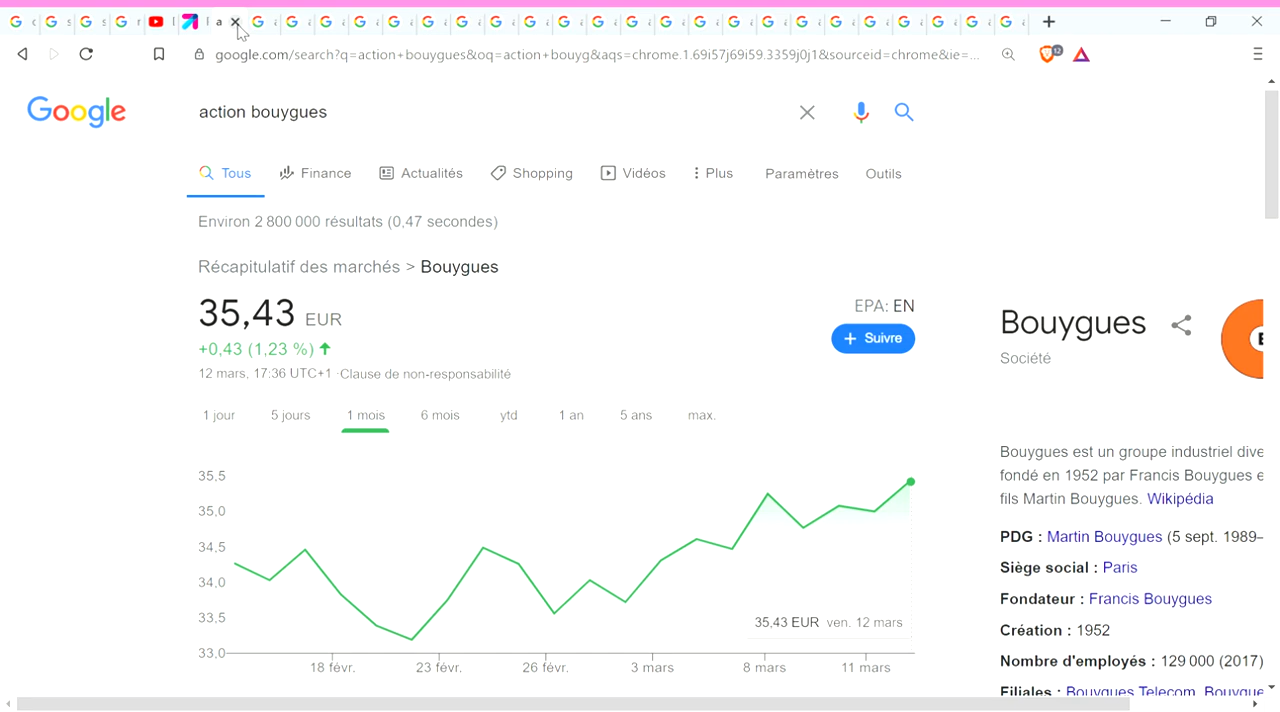 a
google.com/search?q=action+bouygues&oq=action+bouyg&aqs=chrome.1.69i57j69i59.3359j0j1&sourceid=chrome&ie=...
12
Google
action bouygues
Tous Finance Actualités Shopping Vidéos Plus Paramètres Outils
Environ 2 800 000 résultats (0,47 secondes)
Récapitulatif des marchés > Bouygues
35,43 EUR
EPA: EN
+0,43 (1,23 %)
+ Suivre
12 mars, 17:36 UTC+1 ·Clause de non-responsabilité
1 jour 5 jours 1 mois 6 mois ytd 1 an 5 ans max.
35.5
35.0
34.5
34.0
33.5
33.0
35,43 EUR ven. 12 mars
18 févr. 23 févr. 26 févr. 3 mars 8 mars 11 mars
Bouygues
Société
Bouygues est un groupe industriel dive
fondé en 1952 par Francis Bouygues e
fils Martin Bouygues. Wikipédia
PDG : Martin Bouygues (5 sept. 1989–
Siège social : Paris
Fondateur : Francis Bouygues
Création : 1952
Nombre d'employés : 129 000 (2017)
Filiales : Bouygues Telecom, Bouygue